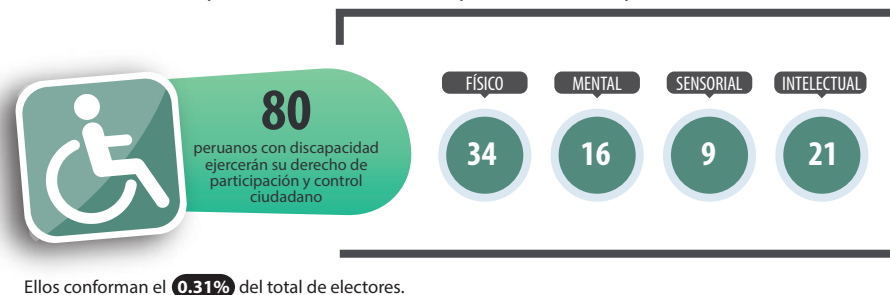 80
peruanos con discapacidad
ejercerán su derecho de
participación y control
ciudadano
FÍSICO
MENTAL
SENSORIAL
INTELECTUAL
34
16
9
21
Ellos conforman el 0.31% del total de electores.